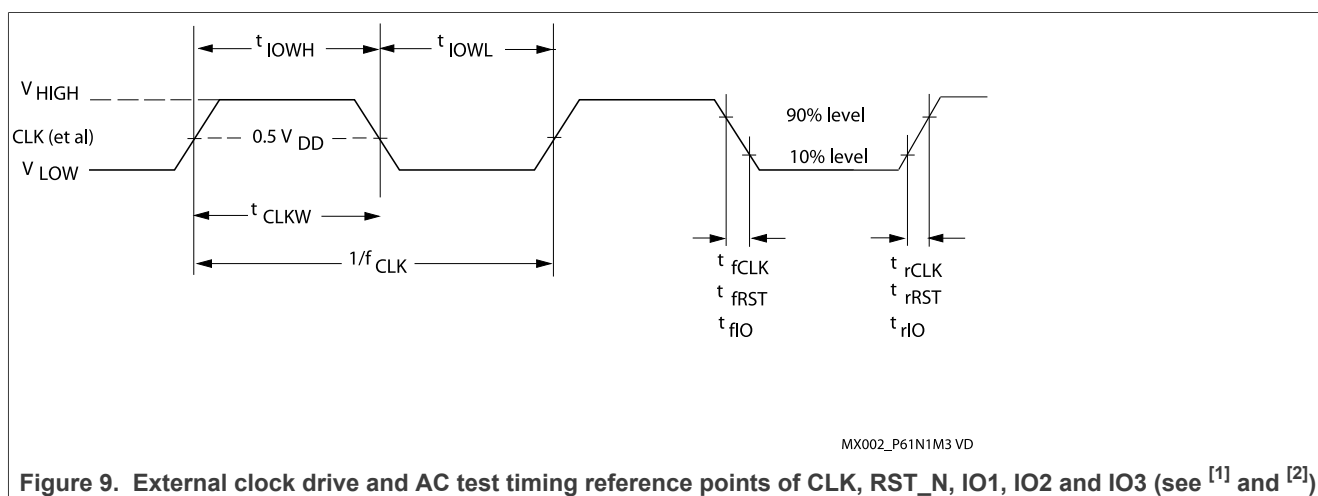 t IOWH
t IOWL
V HIGH
CLK (et al)
0.5 V DD
V LOW
90% level
10% level
t CLKW
1/f CLK
t fCLK
t rCLK
t fRST
t rRST
t fIO
t rIO
MX002_P61N1M3 VD
Figure 9. External clock drive and AC test timing reference points of CLK, RST_N, IO1, IO2 and IO3 (see [1] and [2])